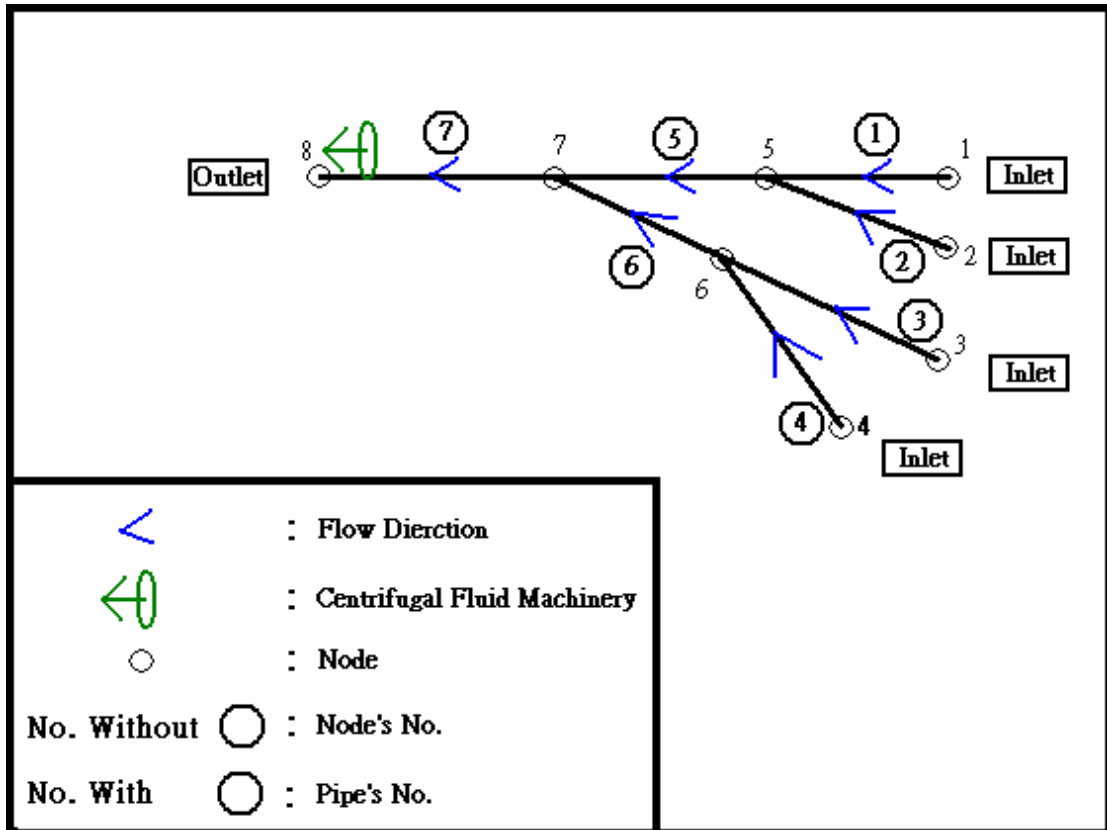 7
5
1
8
7
5
1
Outlet
Inlet
2
2
Inlet
6
6
3
3
Inlet
4
4
Inlet
: Flow Dierction
: Centrifugal Fluid Machinery
: Node
No. Without : Node's No.
No. With : Pipe's No.